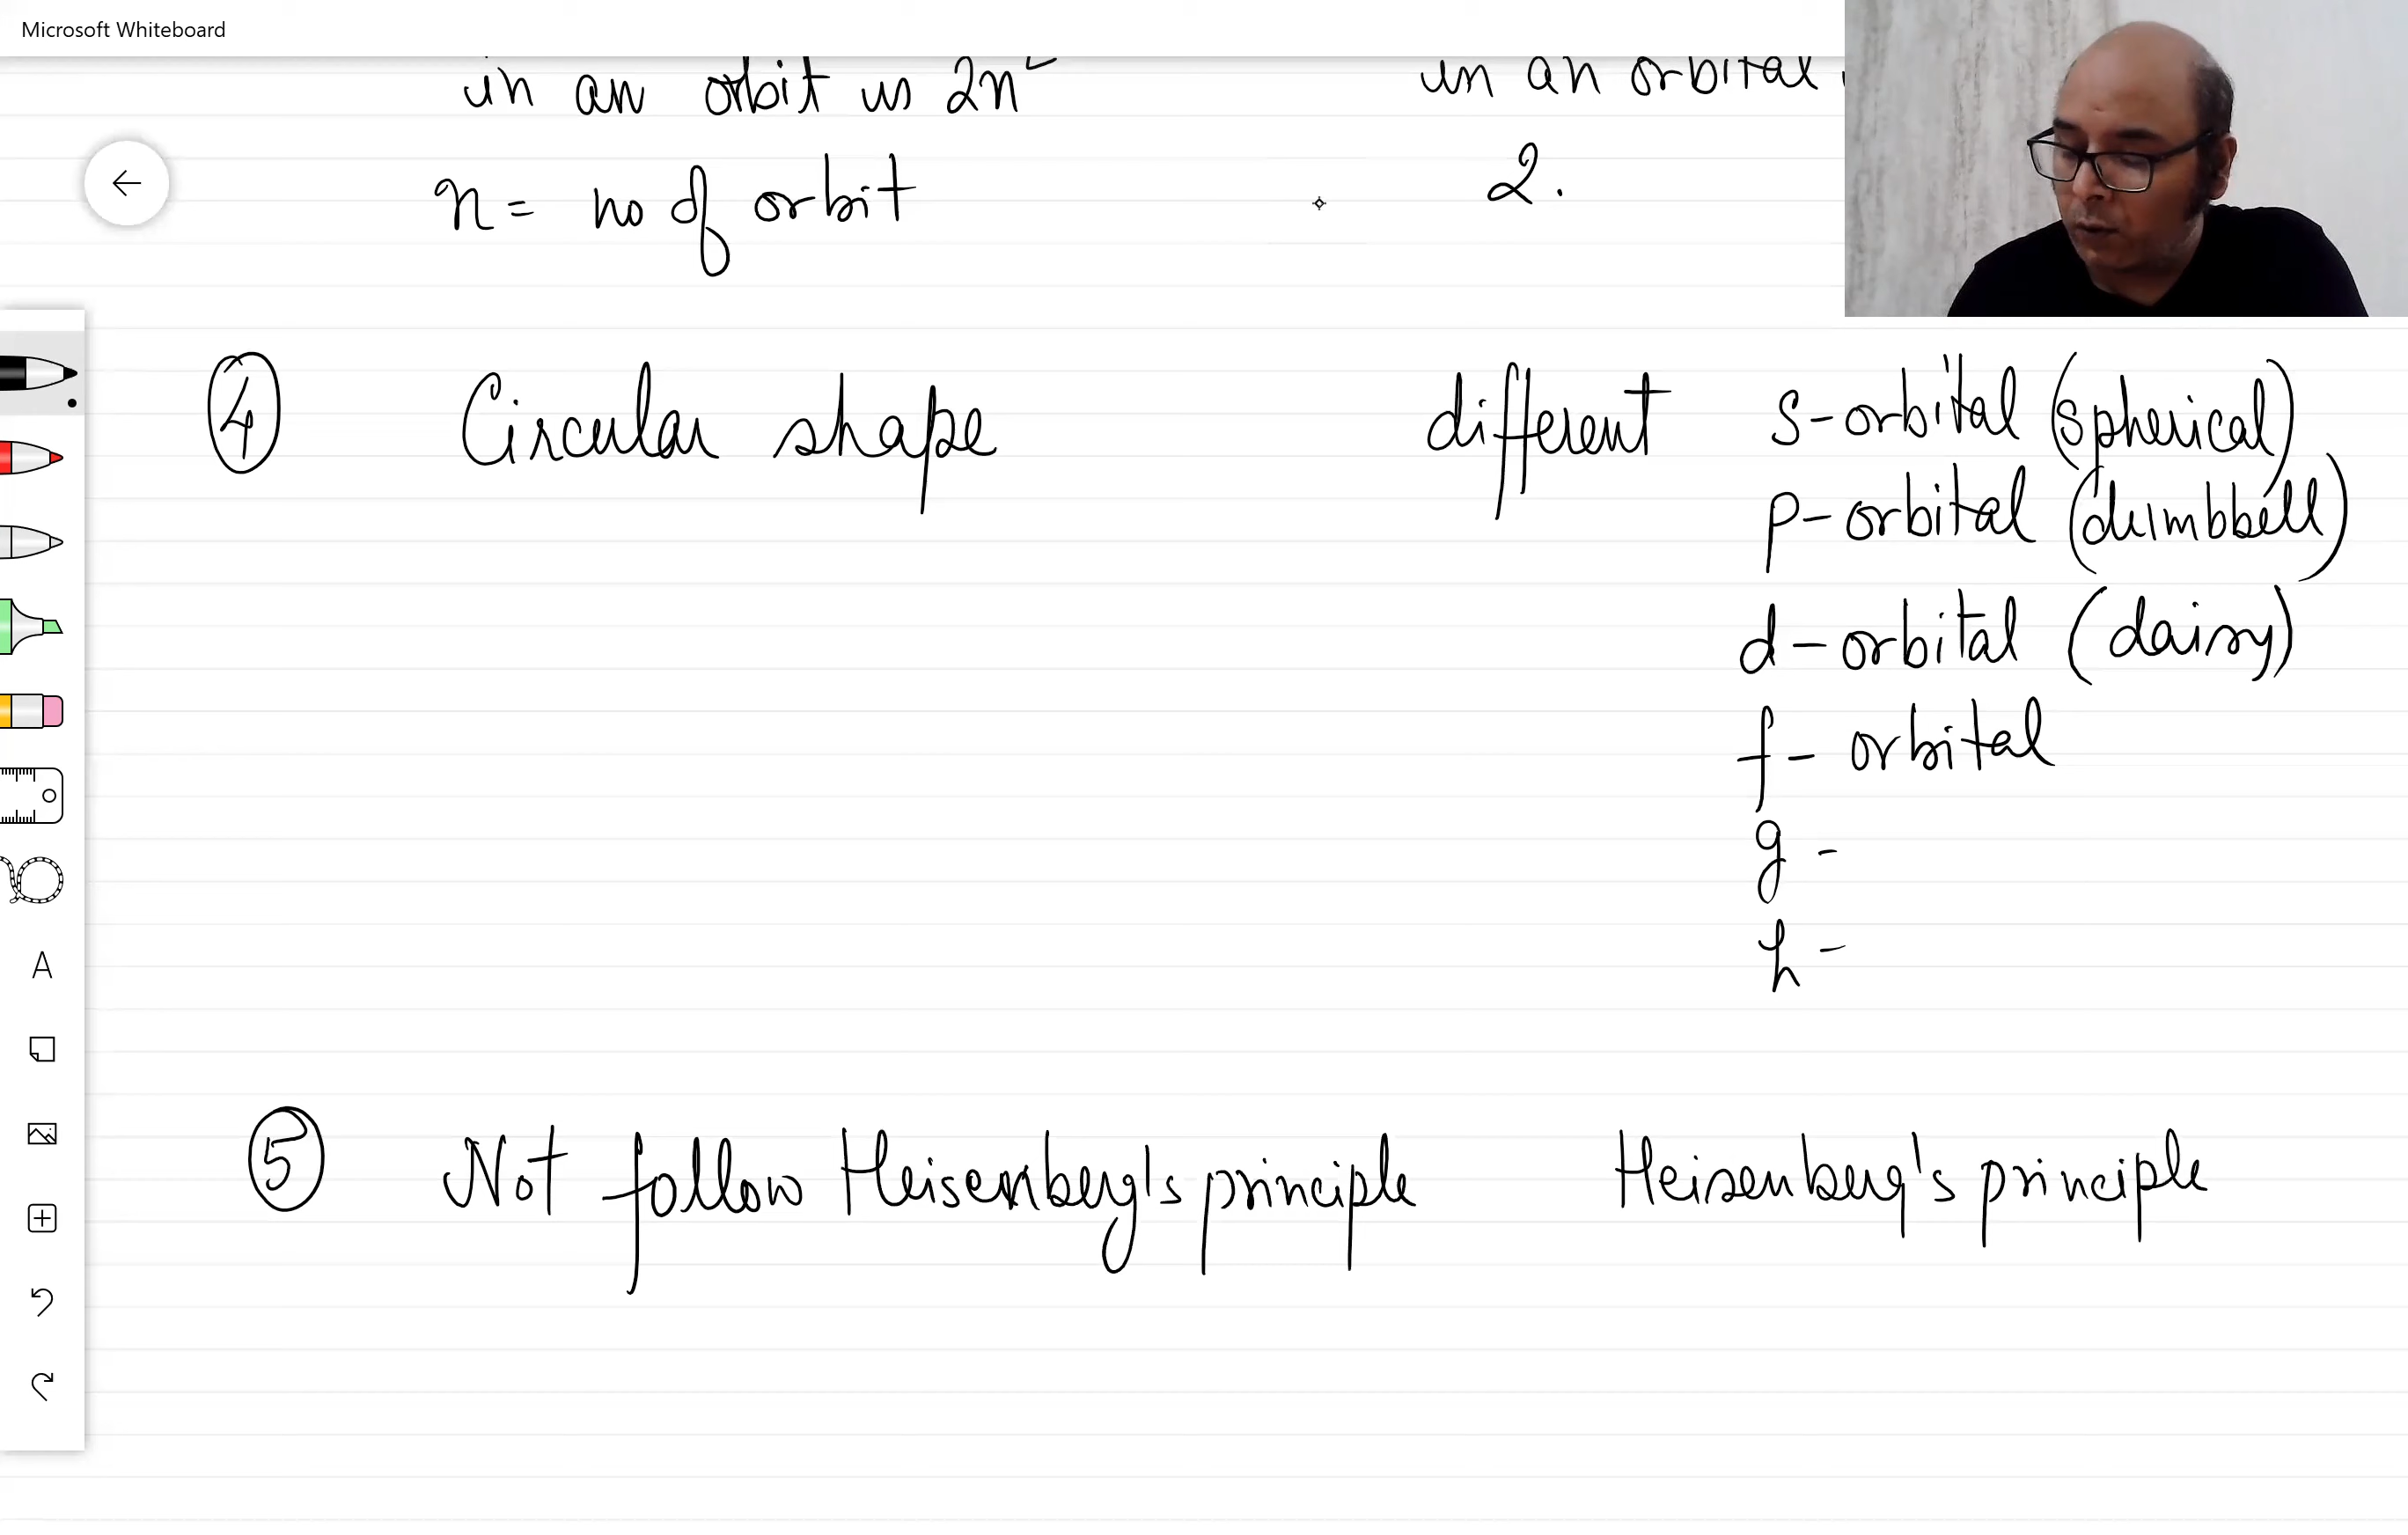 Microsoft Whiteboard
in an orbit is 2n²
n = no of orbit
in an orbital
2.
4 Circular shape
different s-orbital (spherical)
p-orbital (dumbbell)
d-orbital (daisy)
f- orbital
g -
h -
5 Not follow Heisenberg's principle
Heisenberg's principle
A